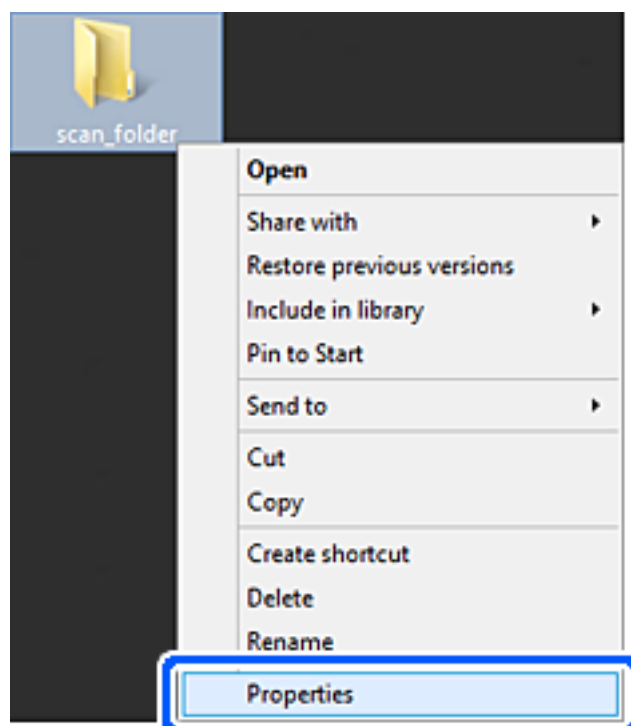 scan_folder
Open
Share with
Restore previous versions
Include in library
Pin to Start
Send to
Cut
Copy
Create shortcut
Delete
Rename
Properties